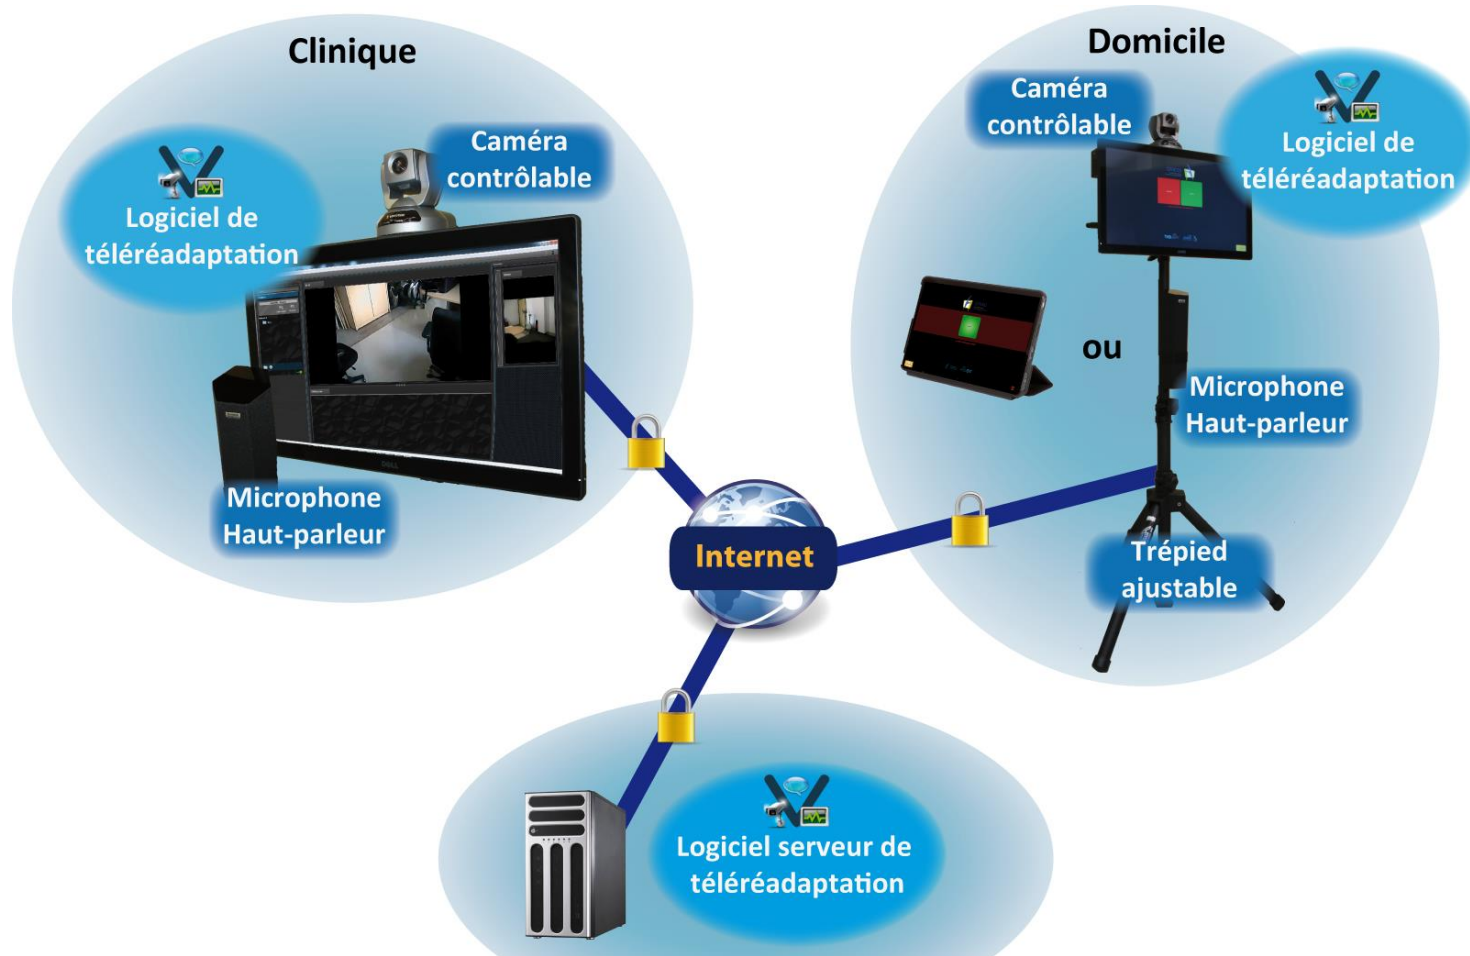 Clinique
Logiciel de
téléréadaptation
Caméra
contrôlable
DELL
Microphone
Haut-parleur
Internet
Domicile
Caméra
contrôlable
Logiciel de
téléréadaptation
ou
Microphone
Haut-parleur
Trépied
ajustable
Logiciel serveur de
téléréadaptation